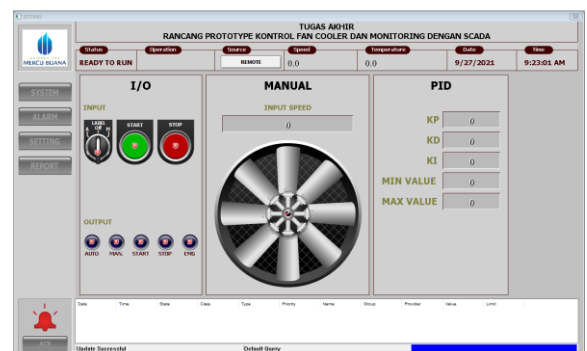 SETTING
TUGAS AKHIR
RANCANG PROTOTYPE KONTROL FAN COOLER DAN MONITORING DENGAN SCADA
MERCU BUANA
Status Operation Source Speed Temperature Date Time
READY TO RUN REMOTE 0.0 0.0 9/27/2021 9:23:01 AM
SYSTEM
ALARM
SETTING
REPORT
I/O
INPUT
START STOP
OUTPUT
AUTO MAN. START STOP EMG
MANUAL
INPUT SPEED
0
PID
KP 0
KD 0
KI 0
MIN VALUE 0
MAX VALUE 0
Date Time State Class Type Priority Name Group Provider Value Limit
ACK
Update Successful Default Query